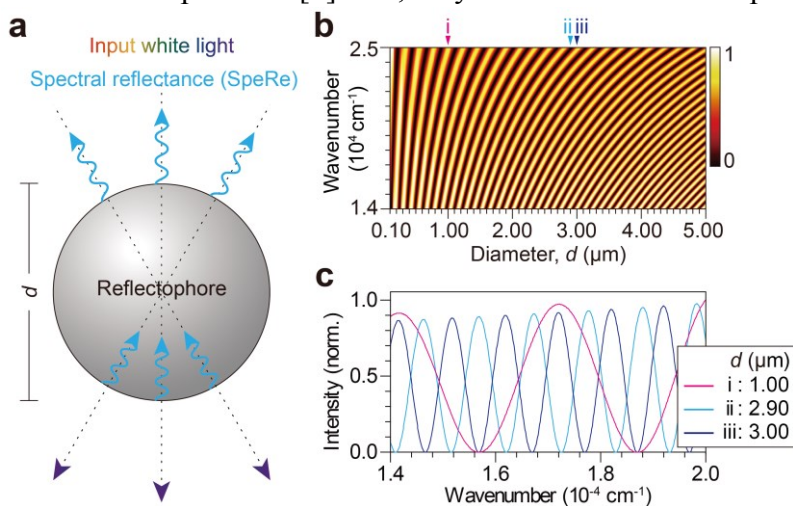 a
Input white light
Spectral reflectance (SpeRe)
d
Reflectophore
b
i
ii
iii
2.5
Wavenumber
(10⁴ cm⁻¹)
1.4
0.10 1.00 2.00 3.00 4.00 5.00
Diameter, d (μm)
1
0
c
1.0
Intensity (norm.)
0.5
0.0
1.4 1.6 1.8 2.0
Wavenumber (10⁻⁴ cm⁻¹)
d (μm)
i : 1.00
ii : 2.90
iii: 3.00